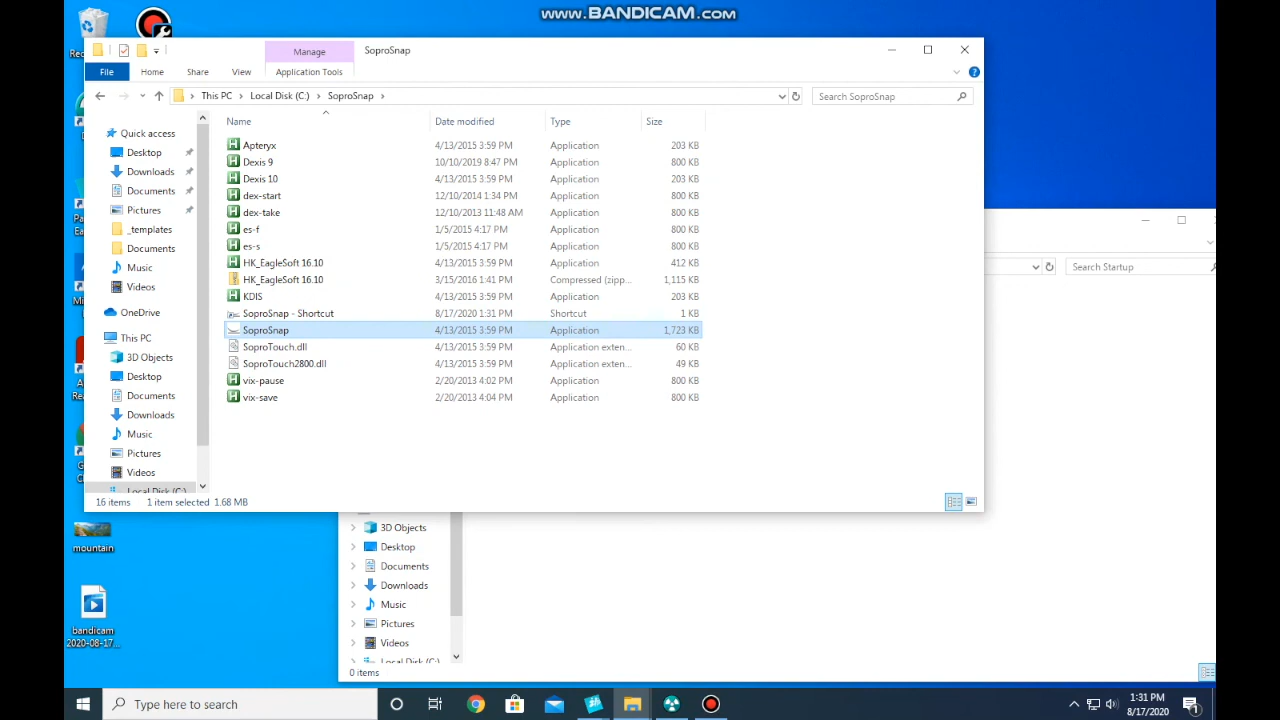 www.BANDICAM.com
Manage
SoproSnap
File
Home
Share
View
Application Tools
This PC
Local Disk (C:)
SoproSnap
Search SoproSnap
Name
Date modified
Type
Size
Apteryx 4/13/2015 3:59 PM Application 203 KB
Dexis 9 10/10/2019 8:47 PM Application 800 KB
Dexis 10 4/13/2015 3:59 PM Application 203 KB
dex-start 12/10/2014 1:34 PM Application 800 KB
dex-take 12/10/2013 11:48 AM Application 800 KB
es-f 1/5/2015 4:17 PM Application 800 KB
es-s 1/5/2015 4:17 PM Application 800 KB
HK_EagleSoft 16.10 4/13/2015 3:59 PM Application 412 KB
HK_EagleSoft 16.10 3/15/2016 1:41 PM Compressed (zipp... 1,115 KB
KDIS 4/13/2015 3:59 PM Application 203 KB
SoproSnap - Shortcut 8/17/2020 1:31 PM Shortcut 1 KB
SoproSnap 4/13/2015 3:59 PM Application 1,723 KB
SoproTouch.dll 4/13/2015 3:59 PM Application exten... 60 KB
SoproTouch2800.dll 4/13/2015 3:59 PM Application exten... 49 KB
vix-pause 2/20/2013 4:02 PM Application 800 KB
vix-save 2/20/2013 4:04 PM Application 800 KB
Quick access
Desktop
Downloads
Documents
Pictures
_templates
Documents
Music
Videos
OneDrive
This PC
3D Objects
Desktop
Documents
Downloads
Music
Pictures
Videos
Local Disk (C:)
16 items
1 item selected 1.68 MB
Search Startup
3D Objects
Desktop
Documents
Downloads
Music
Pictures
Videos
Local Disk (C:)
0 items
mountain
bandicam
2020-08-17...
Type here to search
1:31 PM
8/17/2020
1